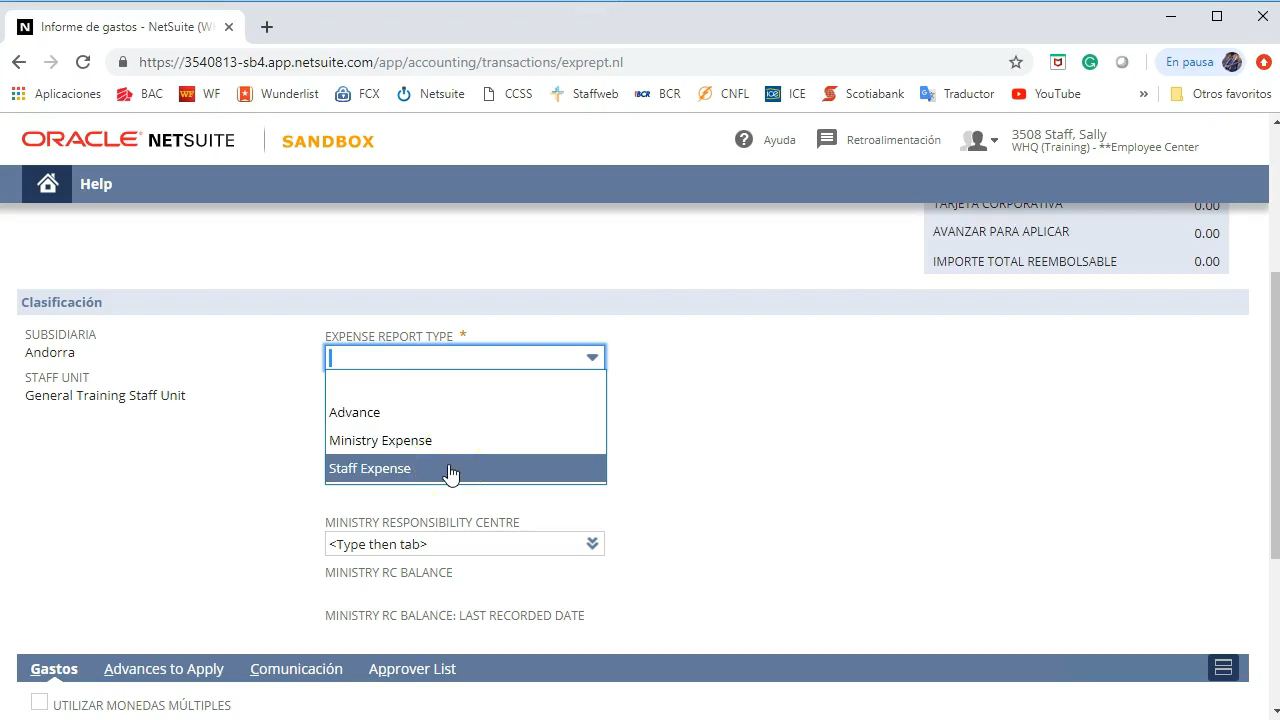 N Informe de gastos - NetSuite (W
https://3540813-sb4.app.netsuite.com/app/accounting/transactions/exprept.nl
En pausa
Aplicaciones BAC WF WF Wunderlist FCX Netsuite CCSS Staffweb BCR BCR CNFL ICE ICE Scotiabank Traductor YouTube » Otros favoritos
ORACLE NETSUITE SANDBOX
Ayuda
Retroalimentación
3508 Staff, Sally
WHQ (Training) - **Employee Center
Help
TARJETA CORPORATIVA 0.00
AVANZAR PARA APLICAR 0.00
IMPORTE TOTAL REEMBOLSABLE 0.00
Clasificación
SUBSIDIARIA
Andorra
STAFF UNIT
General Training Staff Unit
EXPENSE REPORT TYPE *
Advance
Ministry Expense
Staff Expense
MINISTRY RESPONSIBILITY CENTRE
<Type then tab>
MINISTRY RC BALANCE
MINISTRY RC BALANCE: LAST RECORDED DATE
Gastos Advances to Apply Comunicación Approver List
UTILIZAR MONEDAS MÚLTIPLES